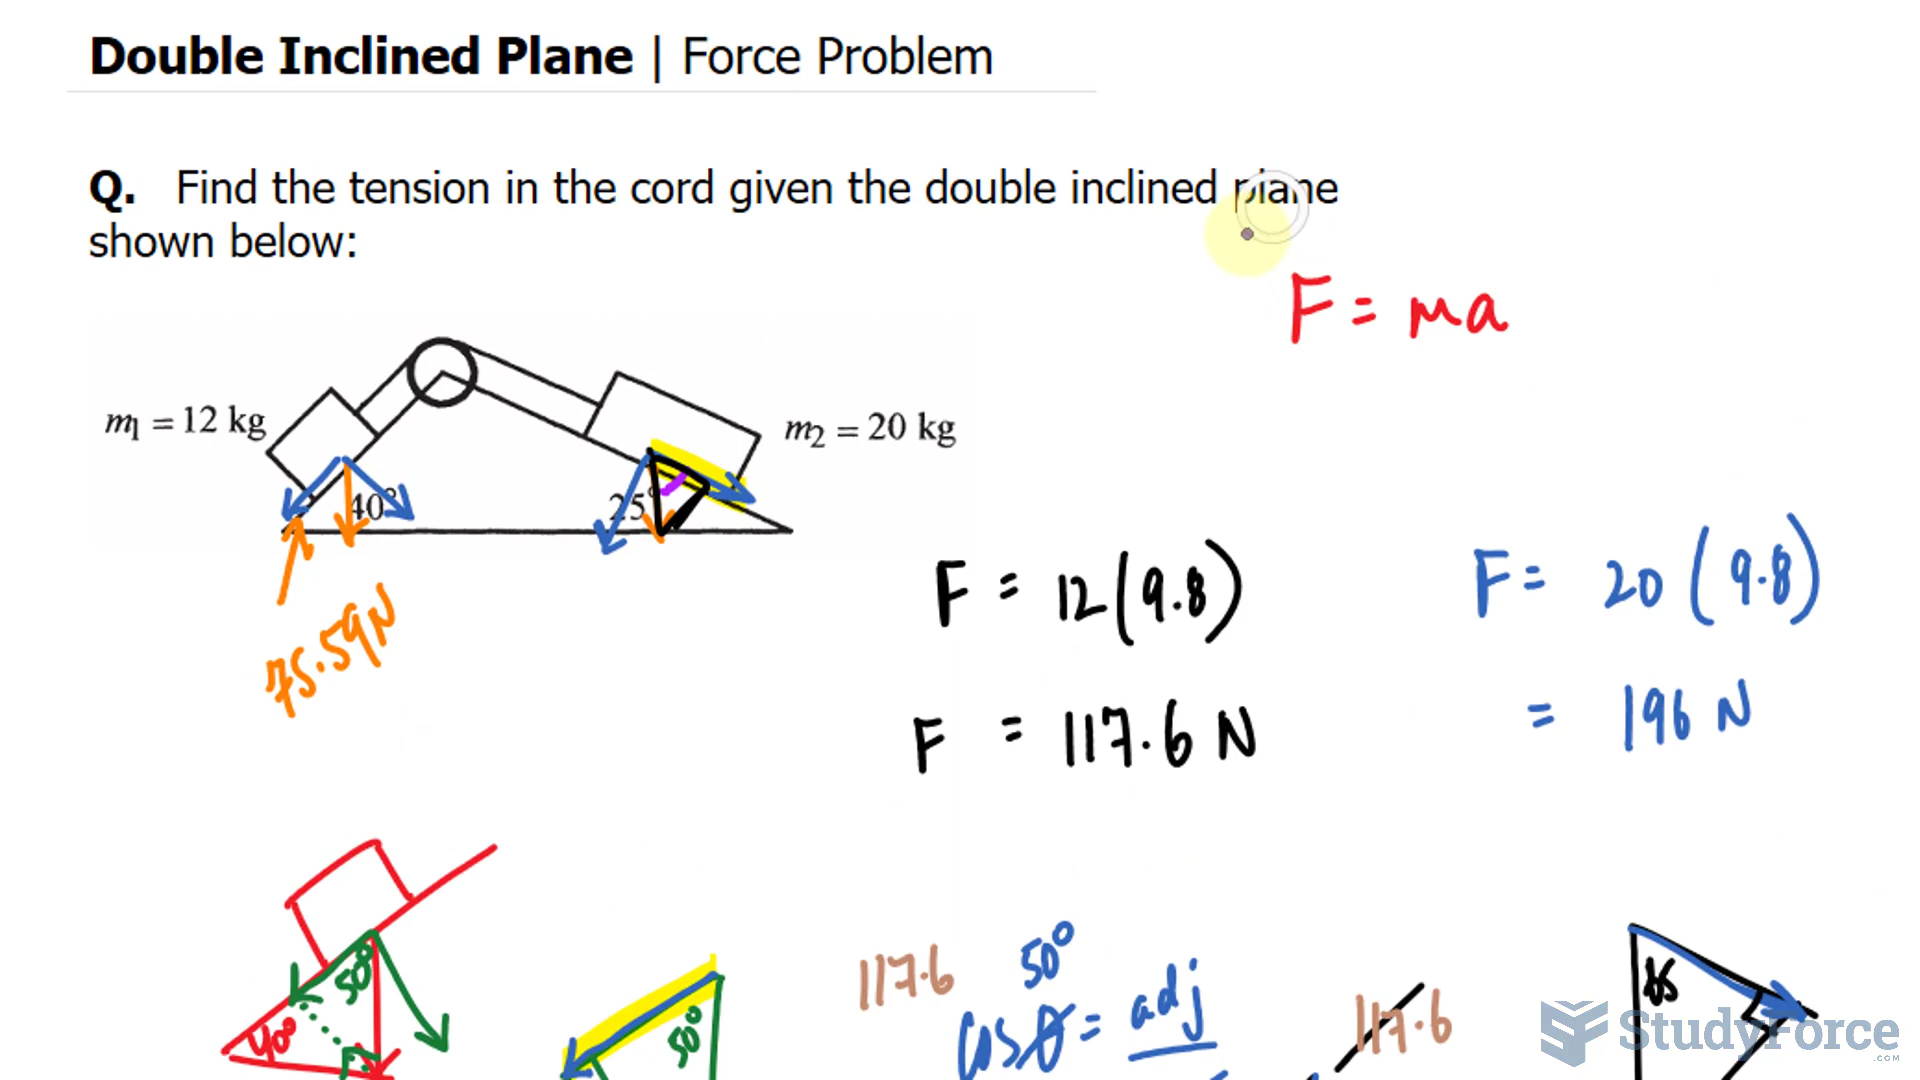 Double Inclined Plane | Force Problem
Q. Find the tension in the cord given the double inclined plane
shown below:
F = ma
m1 = 12 kg
m2 = 20 kg
40°
25°
75.59N
F = 12(9.8)
F = 20(9.8)
F = 117.6 N
= 196 N
50°
40°
50°
117.6
50°
cosθ = adj
117.6
StudyForce
.COM